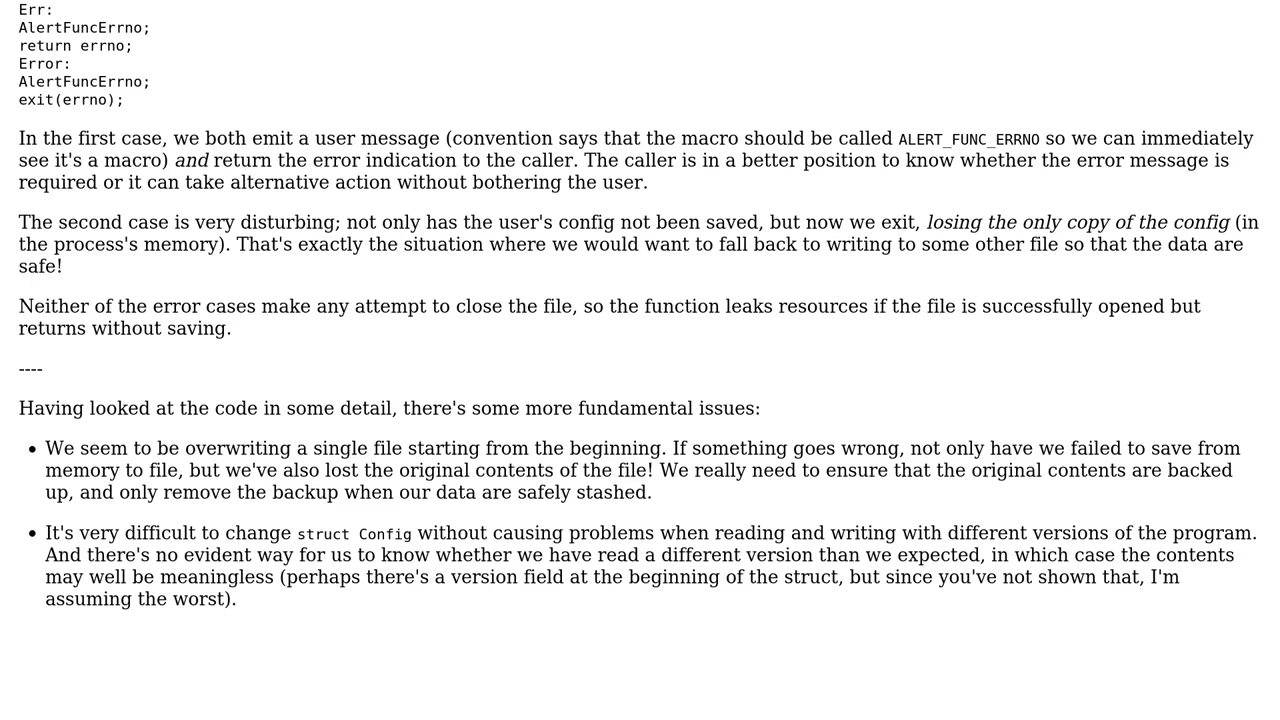 Err:
AlertFuncErrno;
return errno;
Error:
AlertFuncErrno;
exit(errno);
In the first case, we both emit a user message (convention says that the macro should be called ALERT_FUNC_ERRNO so we can immediately
see it's a macro) and return the error indication to the caller. The caller is in a better position to know whether the error message is
required or it can take alternative action without bothering the user.
The second case is very disturbing; not only has the user's config not been saved, but now we exit, losing the only copy of the config (in
the process's memory). That's exactly the situation where we would want to fall back to writing to some other file so that the data are
safe!
Neither of the error cases make any attempt to close the file, so the function leaks resources if the file is successfully opened but
returns without saving.
----
Having looked at the code in some detail, there's some more fundamental issues:
• We seem to be overwriting a single file starting from the beginning. If something goes wrong, not only have we failed to save from
memory to file, but we've also lost the original contents of the file! We really need to ensure that the original contents are backed
up, and only remove the backup when our data are safely stashed.
• It's very difficult to change struct Config without causing problems when reading and writing with different versions of the program.
And there's no evident way for us to know whether we have read a different version than we expected, in which case the contents
may well be meaningless (perhaps there's a version field at the beginning of the struct, but since you've not shown that, I'm
assuming the worst).